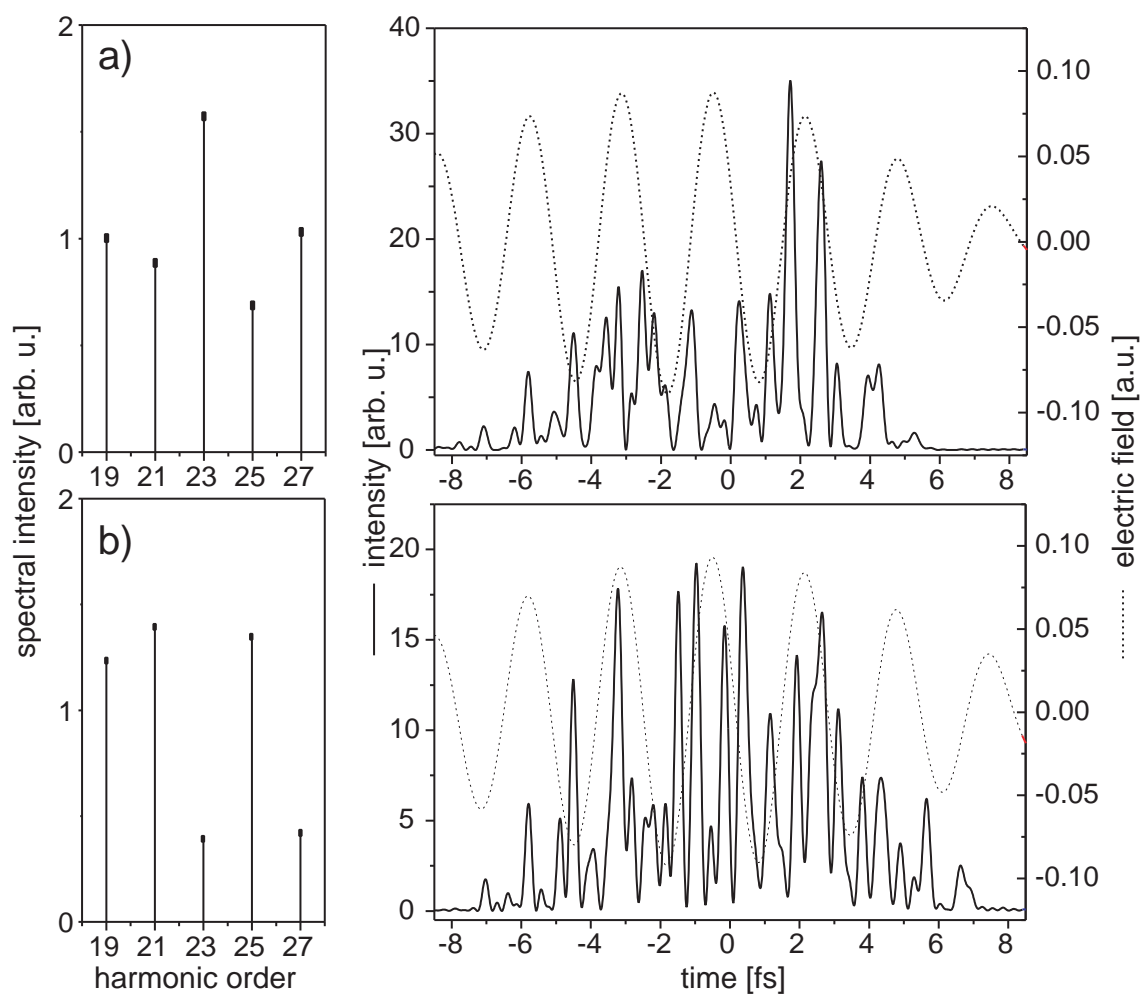 a)
2
1
0
19 21 23 25 27
40
30
20
10
0
-8 -6 -4 -2 0 2 4 6 8
0.10
0.05
0.00
-0.05
-0.10
b)
2
1
0
19 21 23 25 27
harmonic order
spectral intensity [arb. u.]
20
15
10
5
0
-8 -6 -4 -2 0 2 4 6 8
time [fs]
intensity [arb. u.]
0.10
0.05
0.00
-0.05
-0.10
electric field [a.u.]